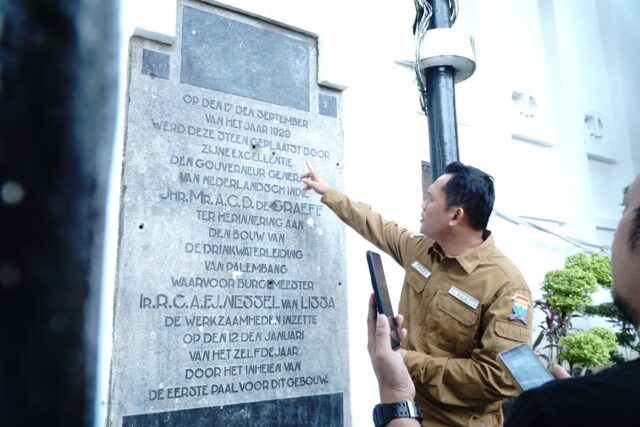 OP DEN 17 DEN SEPTEMBER
VAN HET JAAR 1929
WERD DEZE STEEN GEPLAATST DOOR
ZIJNE EXCELLENTIE
DEN GOUVERNEUR GENER
VAN NEDERLANDSCH INDIE
JHR. MR. A.C.D. DE GRAEFF
TER HERINNERING AAN
DEN BOUW VAN
DE DRINKWATERLEIDING
VAN PALEMBANG
WAARVOOR BURGEMEESTER
IR. R.C.A.F.J. NESSEL VAN LISSA
DE WERKZAAMHEDEN INZETTE
OP DEN 12 DEN JANUARI
VAN HET ZELFDE JAAR
DOOR HET INHEIEN VAN
DE EERSTE PAAL VOOR DIT GEBOUW.